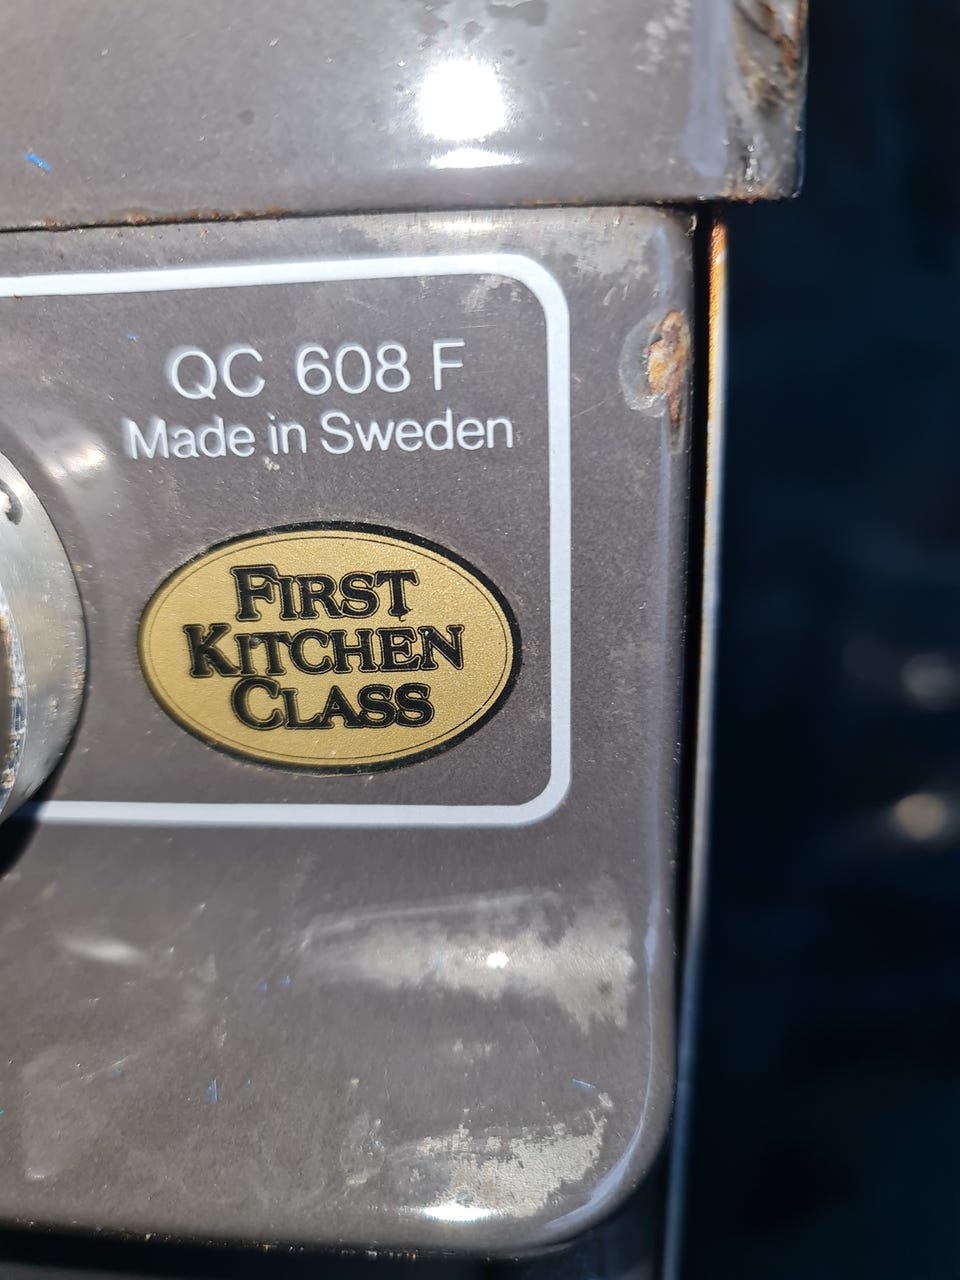 QC 608 F
Made in Sweden
FIRST
KITCHEN
CLASS